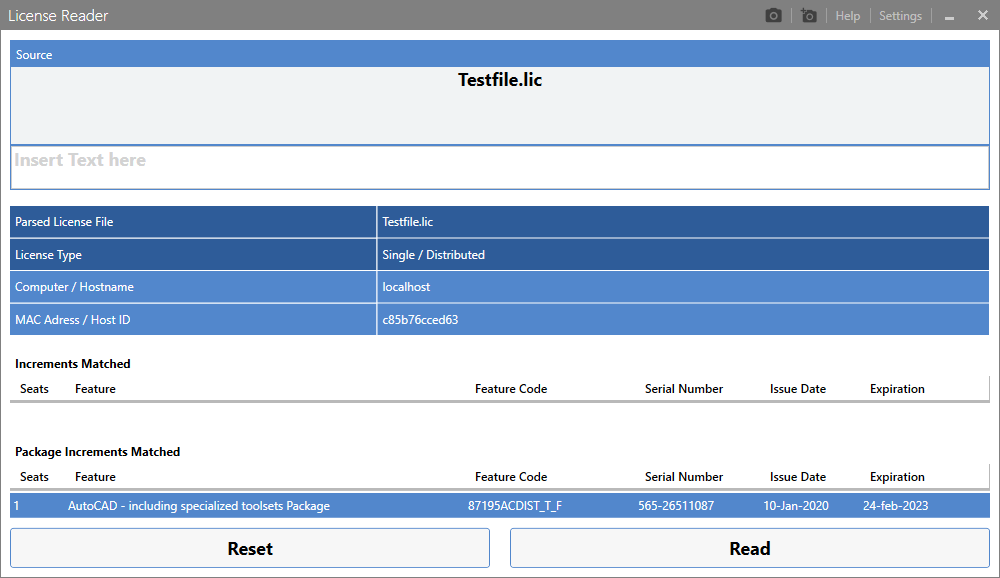 License Reader Help Settings
Source
Testfile.lic
Insert Text here
Parsed License File Testfile.lic
License Type Single / Distributed
Computer / Hostname localhost
MAC Adress / Host ID c85b76cced63
Increments Matched
Seats Feature Feature Code Serial Number Issue Date Expiration
Package Increments Matched
Seats Feature Feature Code Serial Number Issue Date Expiration
1 AutoCAD - including specialized toolsets Package 87195ACDIST_T_F 565-26511087 10-Jan-2020 24-feb-2023
Reset Read